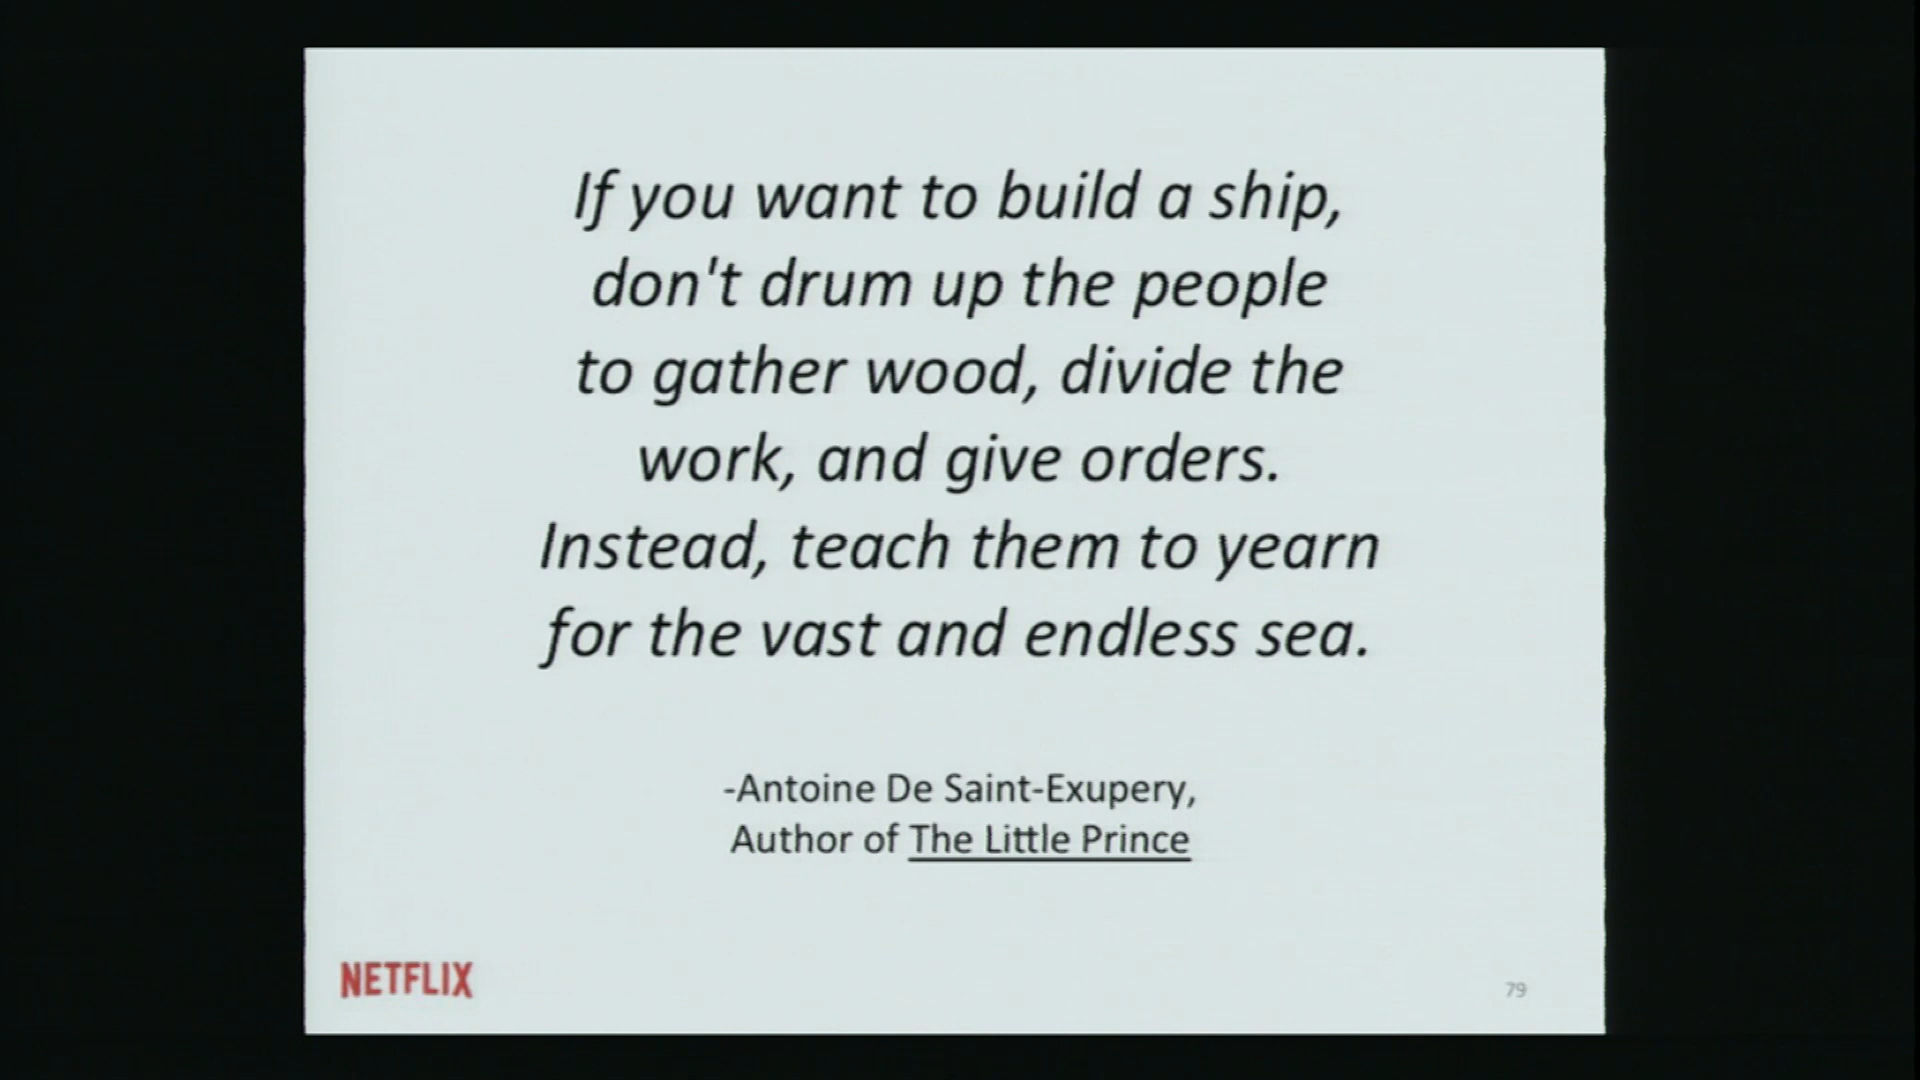 If you want to build a ship,
don't drum up the people
to gather wood, divide the
work, and give orders.
Instead, teach them to yearn
for the vast and endless sea.
-Antoine De Saint-Exupery,
Author of The Little Prince
NETFLIX
79